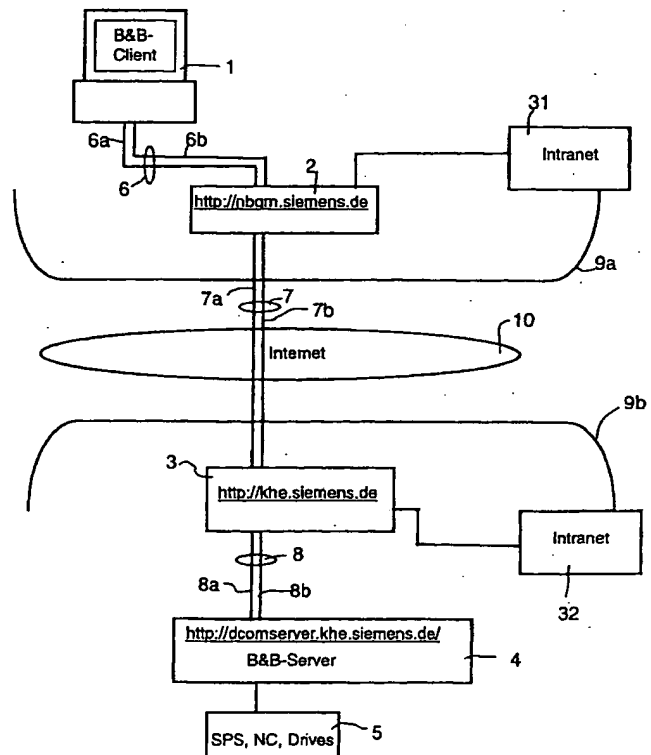 B&B-
Client
1
6a
6b
6
31
Intranet
2
http://nbgm.siemens.de
9a
7a
7
7b
10
Internet
9b
3
http://khe.siemens.de
Intranet
32
8
8a
8b
http://dcomserver.khe.siemens.de/
B&B-Server
4
SPS, NC, Drives
5